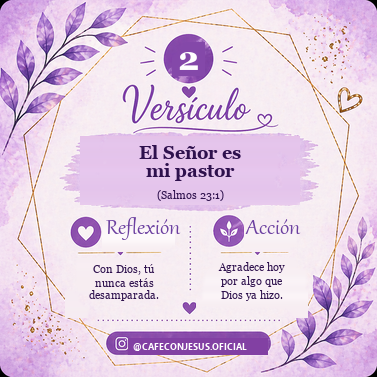 2
Versículo
El Señor es
mi pastor
(Salmos 23:1)
Reflexión
Con Dios, tú
nunca estás
desamparada.
Acción
Agradece hoy
por algo que
Dios ya hizo.
@CAFECONJESUS.OFICIAL